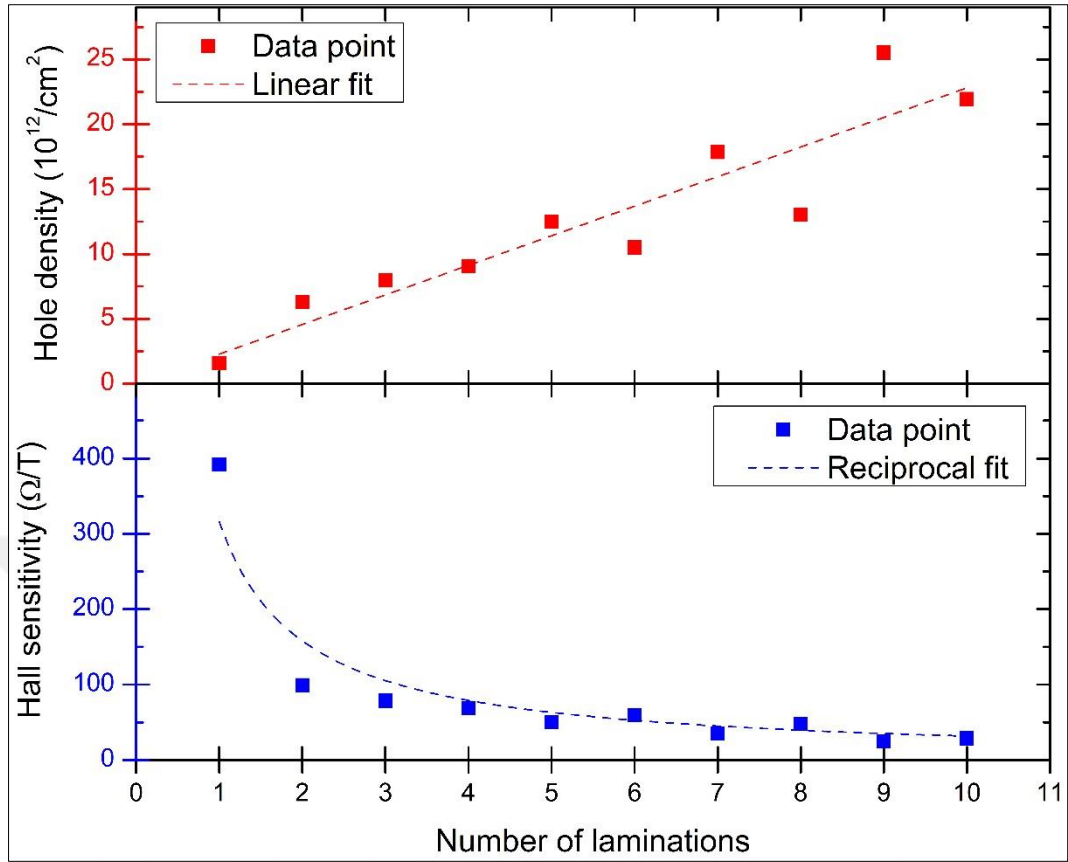 Data point
Linear fit
Hole density (10¹²/cm²)
25
20
15
10
5
0
Data point
Reciprocal fit
Hall sensitivity (Ω/T)
400
300
200
100
0
0 1 2 3 4 5 6 7 8 9 10 11
Number of laminations